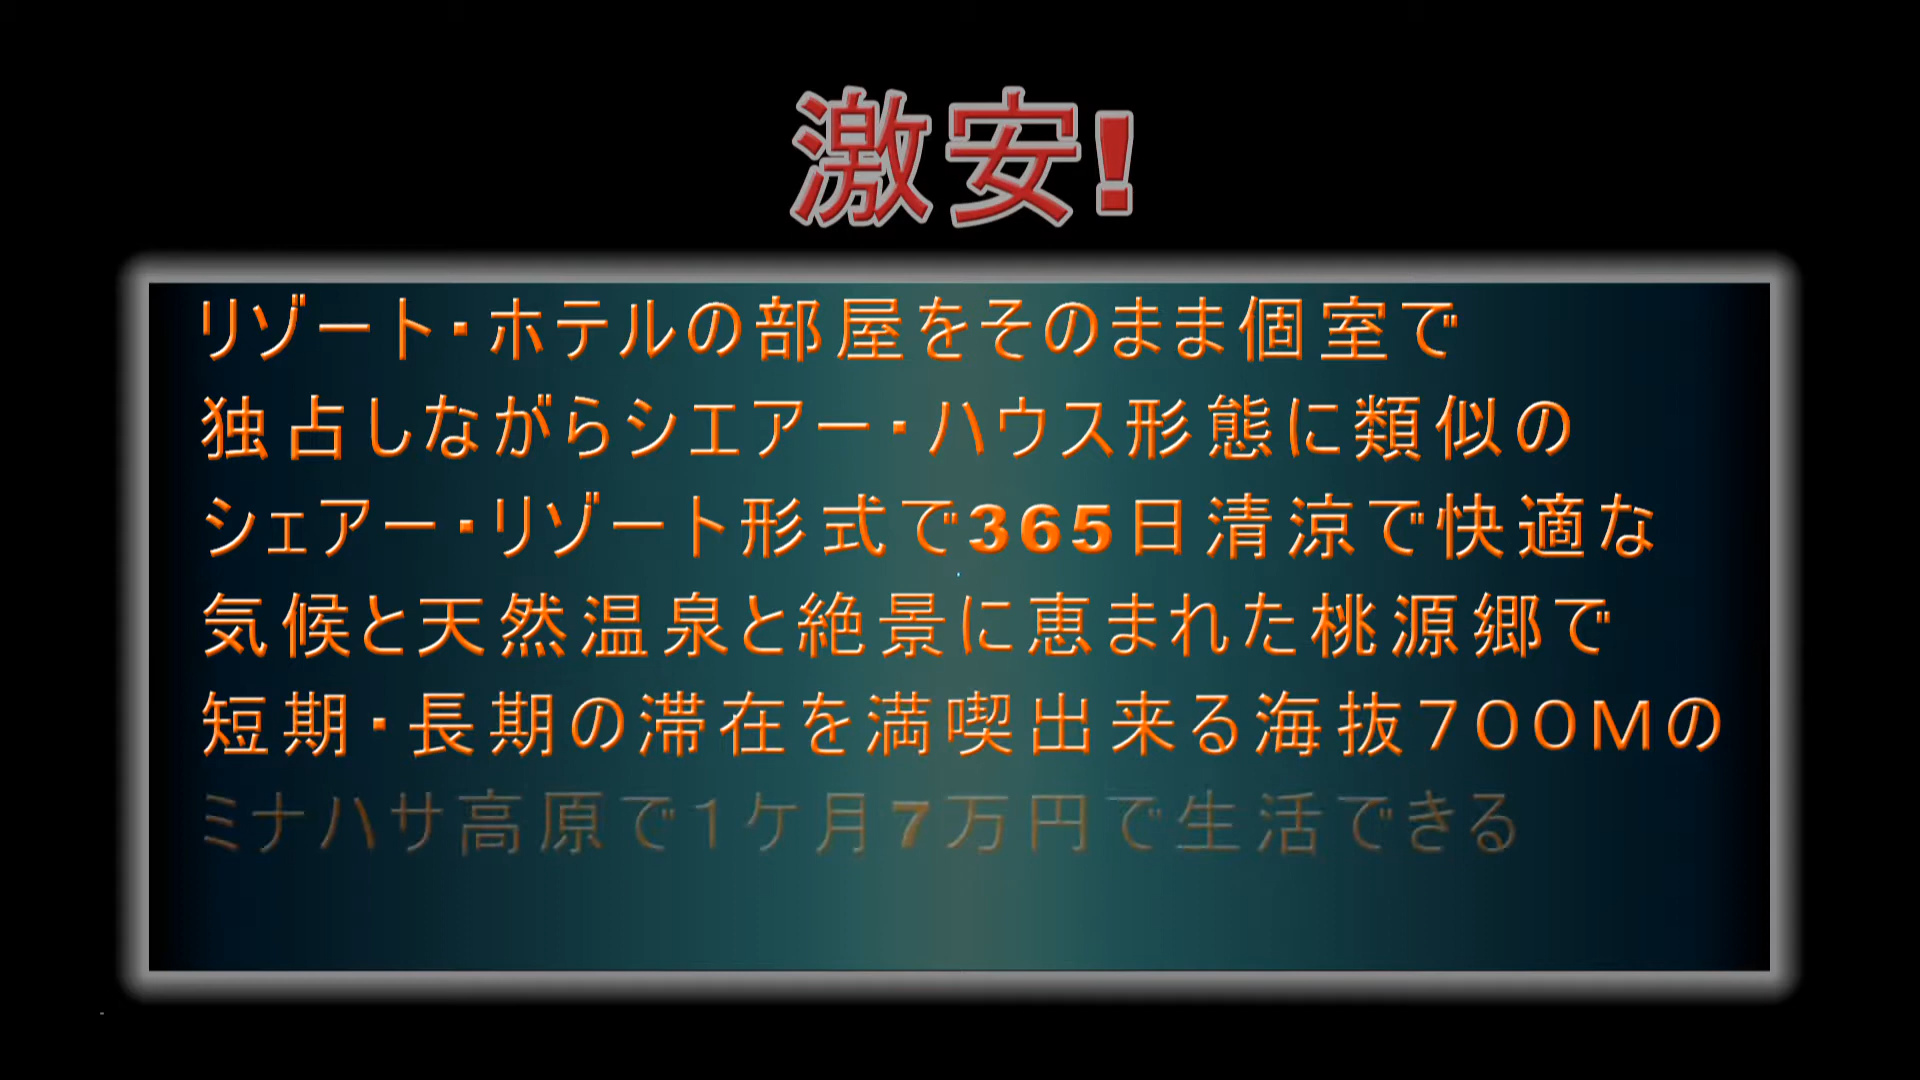 激安!
リゾート・ホテルの部屋をそのまま個室で
独占しながらシエアー・ハウス形態に類似の
シェアー・リゾート形式で365日清涼で快適な
気候と天然温泉と絶景に恵まれた桃源郷で
短期・長期の滞在を満喫出来る海抜７００Ｍの
ミナハサ高原で１ケ月7万円で生活できる